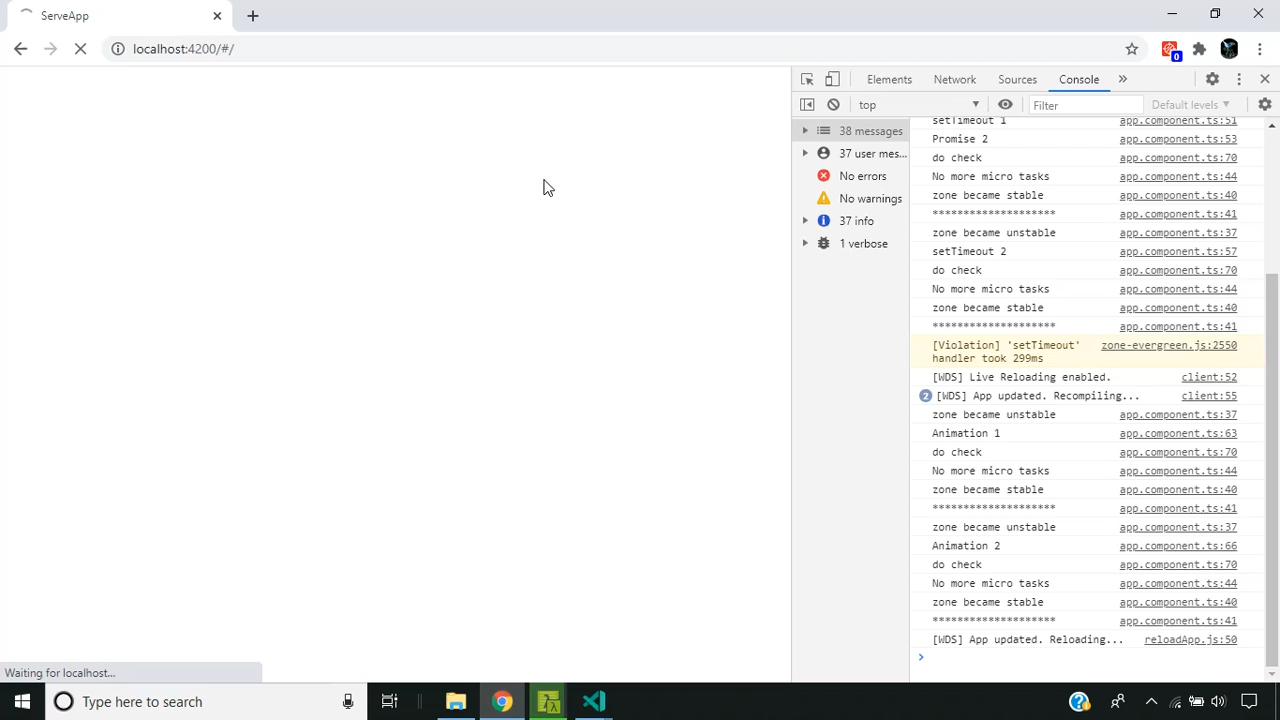 ServeApp
localhost:4200/#/
0
Elements Network Sources Console
top Filter Default levels
38 messages
37 user mes...
No errors
No warnings
37 info
1 verbose
setTimeout 1 app.component.ts:51
Promise 2 app.component.ts:53
do check app.component.ts:70
No more micro tasks app.component.ts:44
zone became stable app.component.ts:40
******************** app.component.ts:41
zone became unstable app.component.ts:37
setTimeout 2 app.component.ts:57
do check app.component.ts:70
No more micro tasks app.component.ts:44
zone became stable app.component.ts:40
******************** app.component.ts:41
[Violation] 'setTimeout' zone-evergreen.js:2550
handler took 299ms
[WDS] Live Reloading enabled. client:52
2 [WDS] App updated. Recompiling... client:55
zone became unstable app.component.ts:37
Animation 1 app.component.ts:63
do check app.component.ts:70
No more micro tasks app.component.ts:44
zone became stable app.component.ts:40
******************** app.component.ts:41
zone became unstable app.component.ts:37
Animation 2 app.component.ts:66
do check app.component.ts:70
No more micro tasks app.component.ts:44
zone became stable app.component.ts:40
******************** app.component.ts:41
[WDS] App updated. Reloading... reloadApp.js:50
Waiting for localhost...
Type here to search